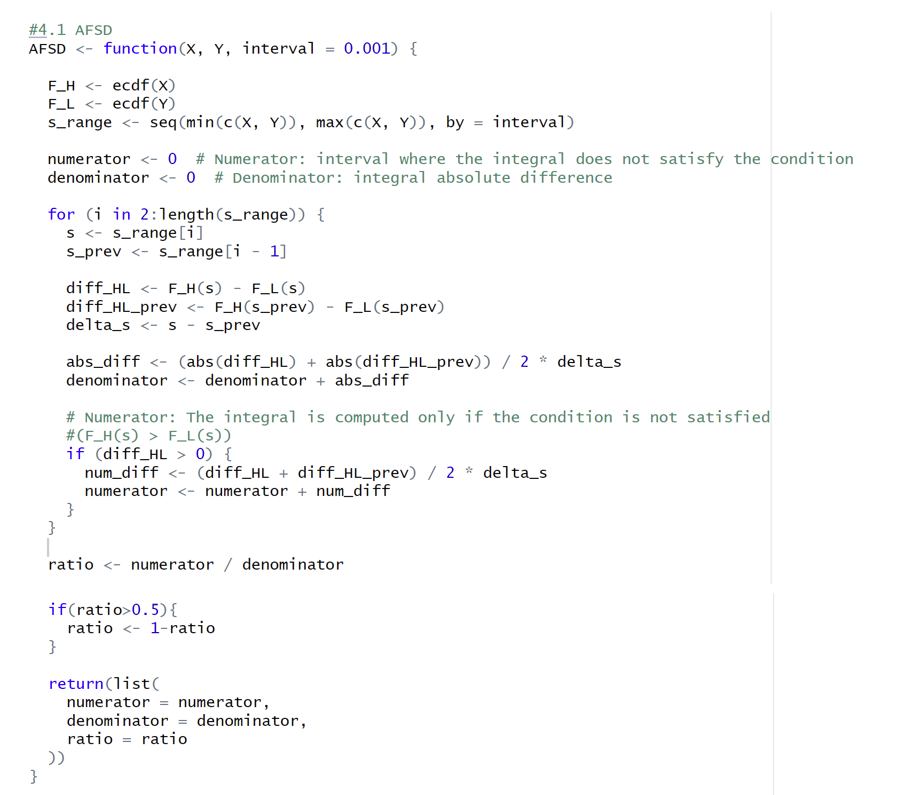 #4.1 AFSD
AFSD <- function(X, Y, interval = 0.001) {
F_H <- ecdf(X)
F_L <- ecdf(Y)
s_range <- seq(min(c(X, Y)), max(c(X, Y)), by = interval)
numerator <- 0  # Numerator: interval where the integral does not satisfy the condition
denominator <- 0  # Denominator: integral absolute difference
for (i in 2:length(s_range)) {
s <- s_range[i]
s_prev <- s_range[i - 1]
diff_HL <- F_H(s) - F_L(s)
diff_HL_prev <- F_H(s_prev) - F_L(s_prev)
delta_s <- s - s_prev
abs_diff <- (abs(diff_HL) + abs(diff_HL_prev)) / 2 * delta_s
denominator <- denominator + abs_diff
# Numerator: The integral is computed only if the condition is not satisfied
#(F_H(s) > F_L(s))
if (diff_HL > 0) {
num_diff <- (diff_HL + diff_HL_prev) / 2 * delta_s
numerator <- numerator + num_diff
}
}
ratio <- numerator / denominator
if(ratio>0.5){
ratio <- 1-ratio
}
return(list(
numerator = numerator,
denominator = denominator,
ratio = ratio
))
}